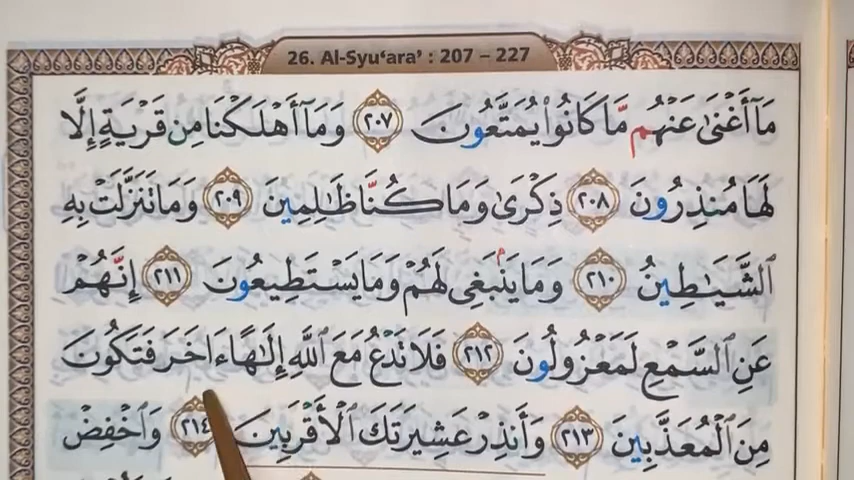 26. Al-Syu‘ara’ : 207 – 227
مَآ أَغْنَىٰ عَنْهُم مَّا كَانُوا۟ يُمَتَّعُونَ ٢٠٧ وَمَآ أَهْلَكْنَا مِن قَرْيَةٍ إِلَّا
لَهَا مُنذِرُونَ ٢٠٨ ذِكْرَىٰ وَمَا كُنَّا ظَـٰلِمِينَ ٢٠٩ وَمَا تَنَزَّلَتْ بِهِ
ٱلشَّيَـٰطِينُ ٢١٠ وَمَا يَنۢبَغِى لَهُمْ وَمَا يَسْتَطِيعُونَ ٢١١ إِنَّهُمْ
عَنِ ٱلسَّمْعِ لَمَعْزُولُونَ ٢١٢ فَلَا تَدْعُ مَعَ ٱللَّهِ إِلَـٰهًا ءَاخَرَ فَتَكُونَ
مِنَ ٱلْمُعَذَّبِينَ ٢١٣ وَأَنذِرْ عَشِيرَتَكَ ٱلْأَقْرَبِينَ ٢١٤ وَٱخْفِضْ